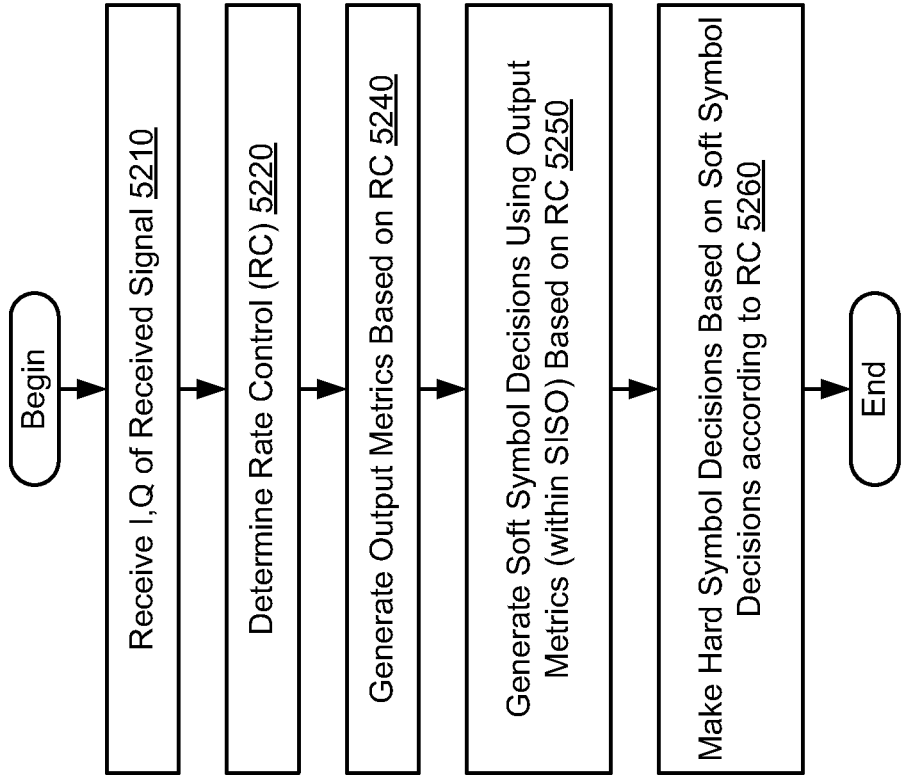 Begin
Receive I,Q of Received Signal 5210
Determine Rate Control (RC) 5220
Generate Output Metrics Based on RC 5240
Generate Soft Symbol Decisions Using Output
Metrics (within SISO) Based on RC 5250
Make Hard Symbol Decisions Based on Soft Symbol
Decisions according to RC 5260
End